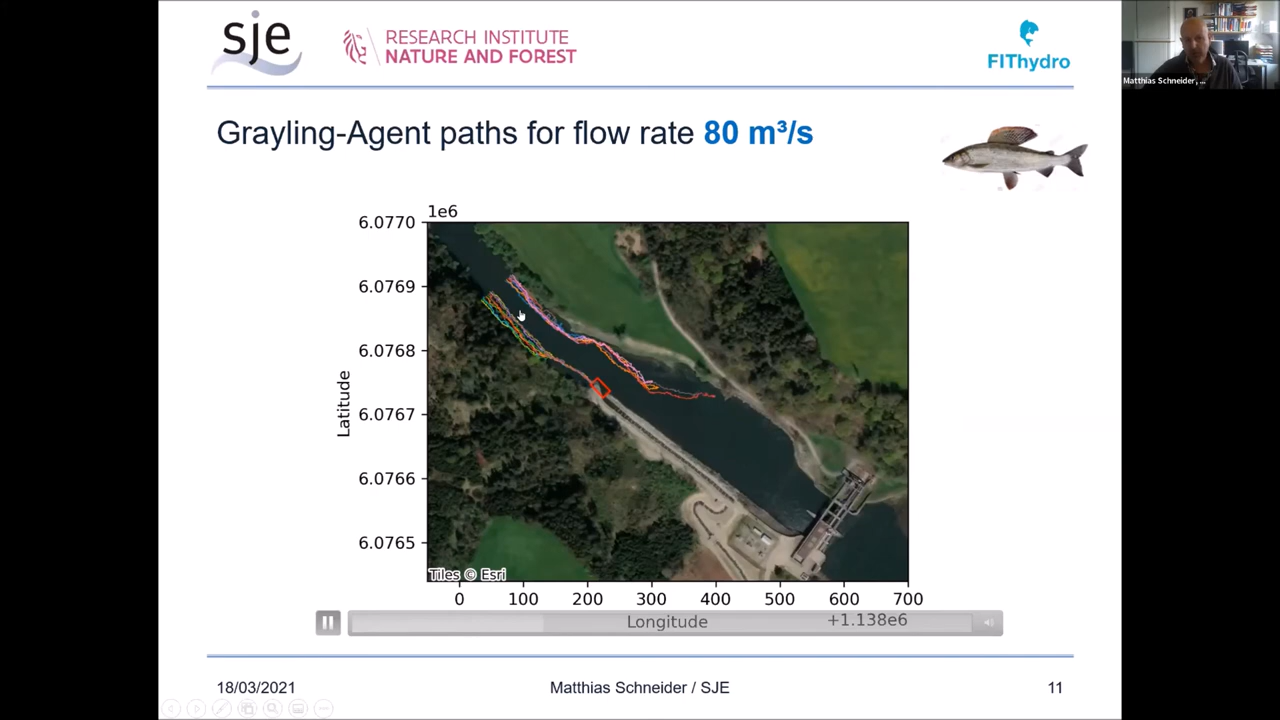 sje
RESEARCH INSTITUTE
NATURE AND FOREST
FIThydro
Matthias Schneider, ...
Grayling-Agent paths for flow rate 80 m³/s
1e6
6.0770
6.0769
6.0768
6.0767
6.0766
6.0765
Latitude
Tiles © Esri
0 100 200 300 400 500 600 700
Longitude
+1.138e6
18/03/2021
Matthias Schneider / SJE
11